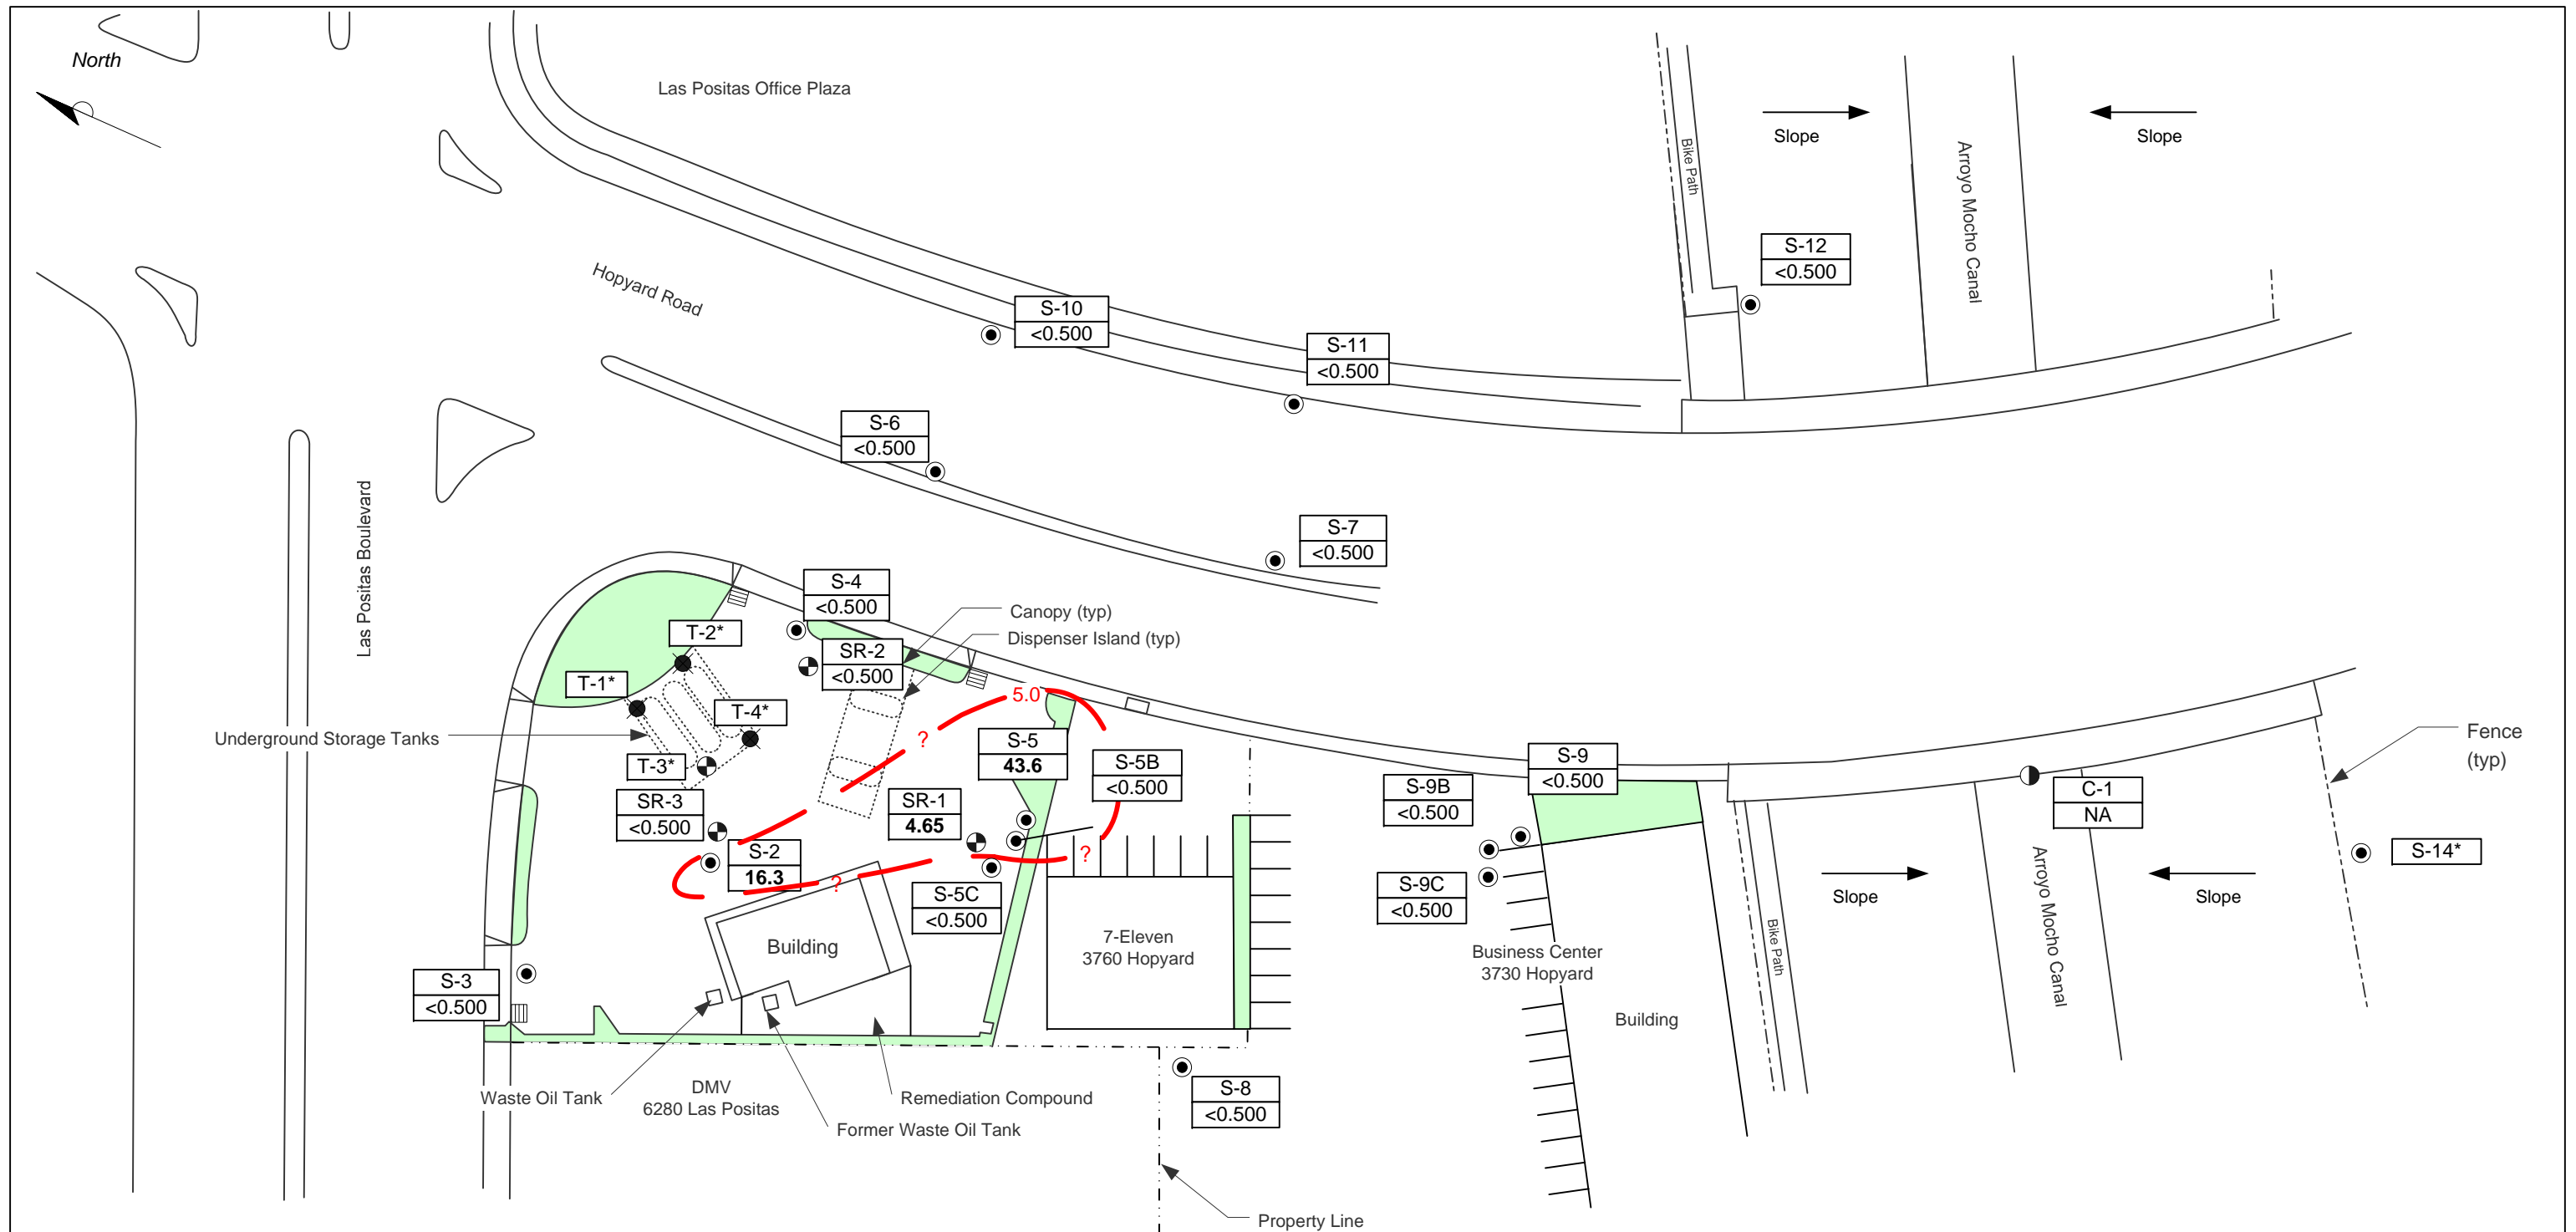 North
Las Positas Office Plaza
Slope
Slope
Bike Path
Arroyo Mocho Canal
S-12
<0.500
Hopyard Road
S-10
<0.500
S-11
<0.500
S-6
<0.500
S-7
<0.500
Las Positas Boulevard
S-4
<0.500
Canopy (typ)
Dispenser Island (typ)
T-2*
SR-2
<0.500
T-1*
5.0
T-4*
?
Underground Storage Tanks
S-5
43.6
Fence
(typ)
T-3*
S-5B
<0.500
S-9
<0.500
S-9B
<0.500
C-1
NA
SR-3
<0.500
SR-1
4.65
S-2
16.3
?
?
S-14*
S-5C
<0.500
S-9C
<0.500
Slope
Slope
Building
7-Eleven
3760 Hopyard
Business Center
3730 Hopyard
Bike Path
Arroyo Mocho Canal
S-3
<0.500
Building
S-8
<0.500
Waste Oil Tank
DMV
6280 Las Positas
Remediation Compound
Former Waste Oil Tank
Property Line